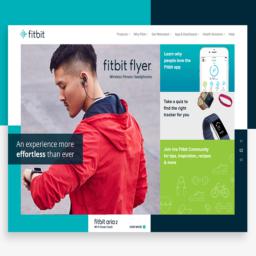 fitbit
Products
Why Fitbit
Get Motivated
App & Dashboard
Health Solutions
Help
fitbit flyer
Wireless Fitness Headphones
Learn why
people love the
Fitbit app
Take a quiz to
find the right
tracker for you
An experience more
effortless than ever
Join the Fitbit Community
for tips, inspiration, recipes
& more
fitbit aria 2
Wi-Fi Smart Scale